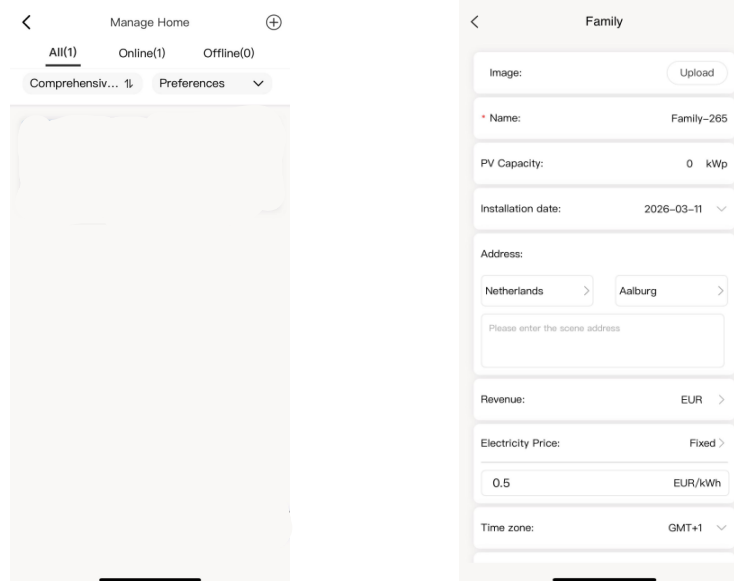 Manage Home
All(1) Online(1) Offline(0)
Comprehensiv... Preferences
Family
Image: Upload
* Name: Family-265
PV Capacity: 0 kWp
Installation date: 2026-03-11
Address:
Netherlands Aalburg
Please enter the scene address
Revenue: EUR
Electricity Price: Fixed
0.5 EUR/kWh
Time zone: GMT+1